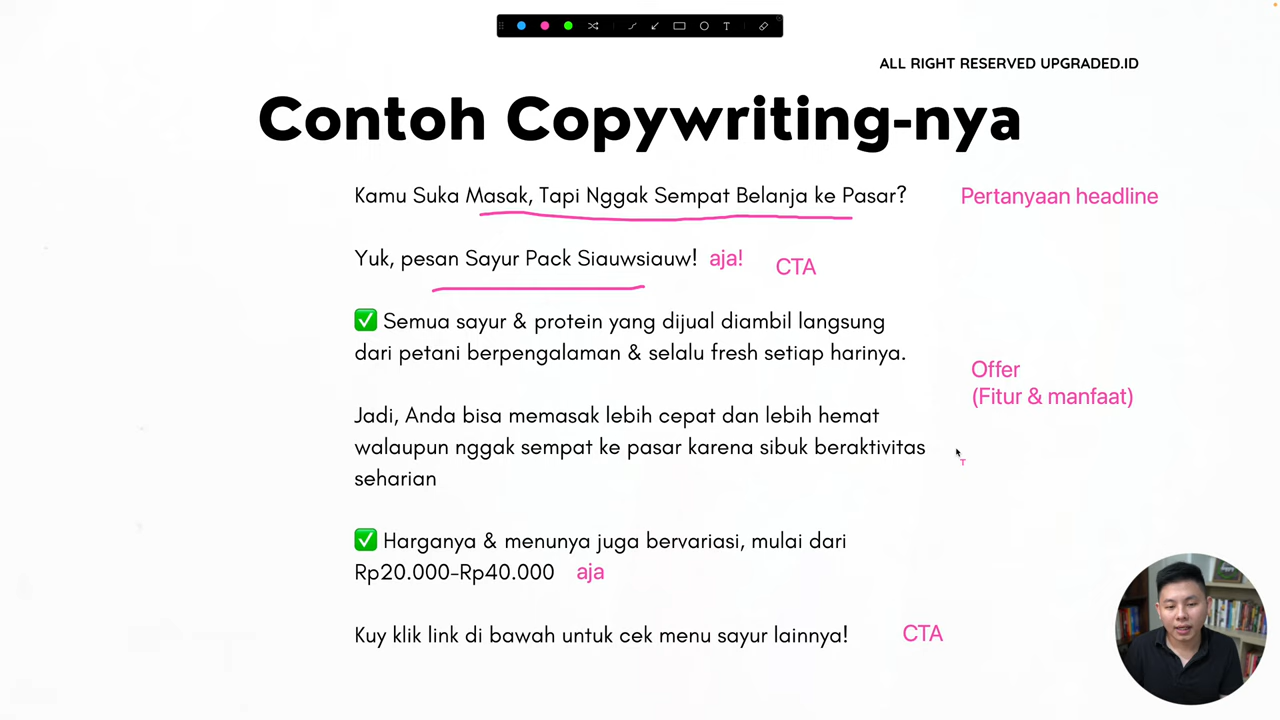 T
ALL RIGHT RESERVED UPGRADED.ID
Contoh Copywriting-nya
Kamu Suka Masak, Tapi Nggak Sempat Belanja ke Pasar? Pertanyaan headline
Yuk, pesan Sayur Pack Siauwsiauw! aja! CTA
✅ Semua sayur & protein yang dijual diambil langsung
dari petani berpengalaman & selalu fresh setiap harinya.
Offer
(Fitur & manfaat)
Jadi, Anda bisa memasak lebih cepat dan lebih hemat
walaupun nggak sempat ke pasar karena sibuk beraktivitas
seharian
T
✅ Harganya & menunya juga bervariasi, mulai dari
Rp20.000-Rp40.000 aja
Kuy klik link di bawah untuk cek menu sayur lainnya! CTA